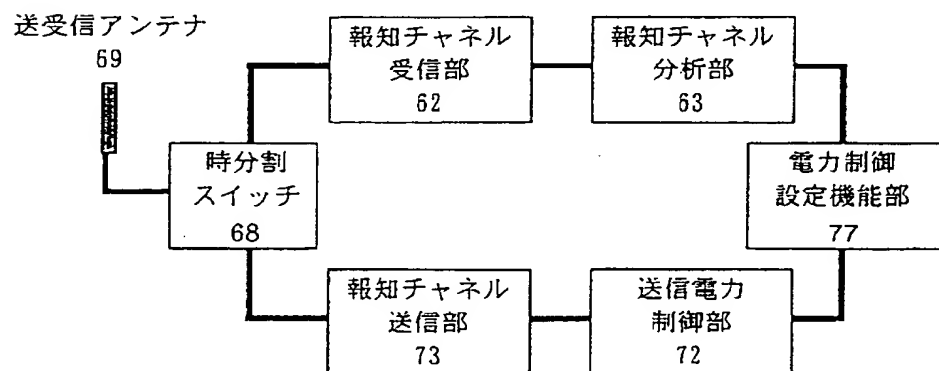 送受信アンテナ
69
報知チャネル
受信部
62
報知チャネル
分析部
63
時分割
スイッチ
68
電力制御
設定機能部
77
報知チャネル
送信部
73
送信電力
制御部
72